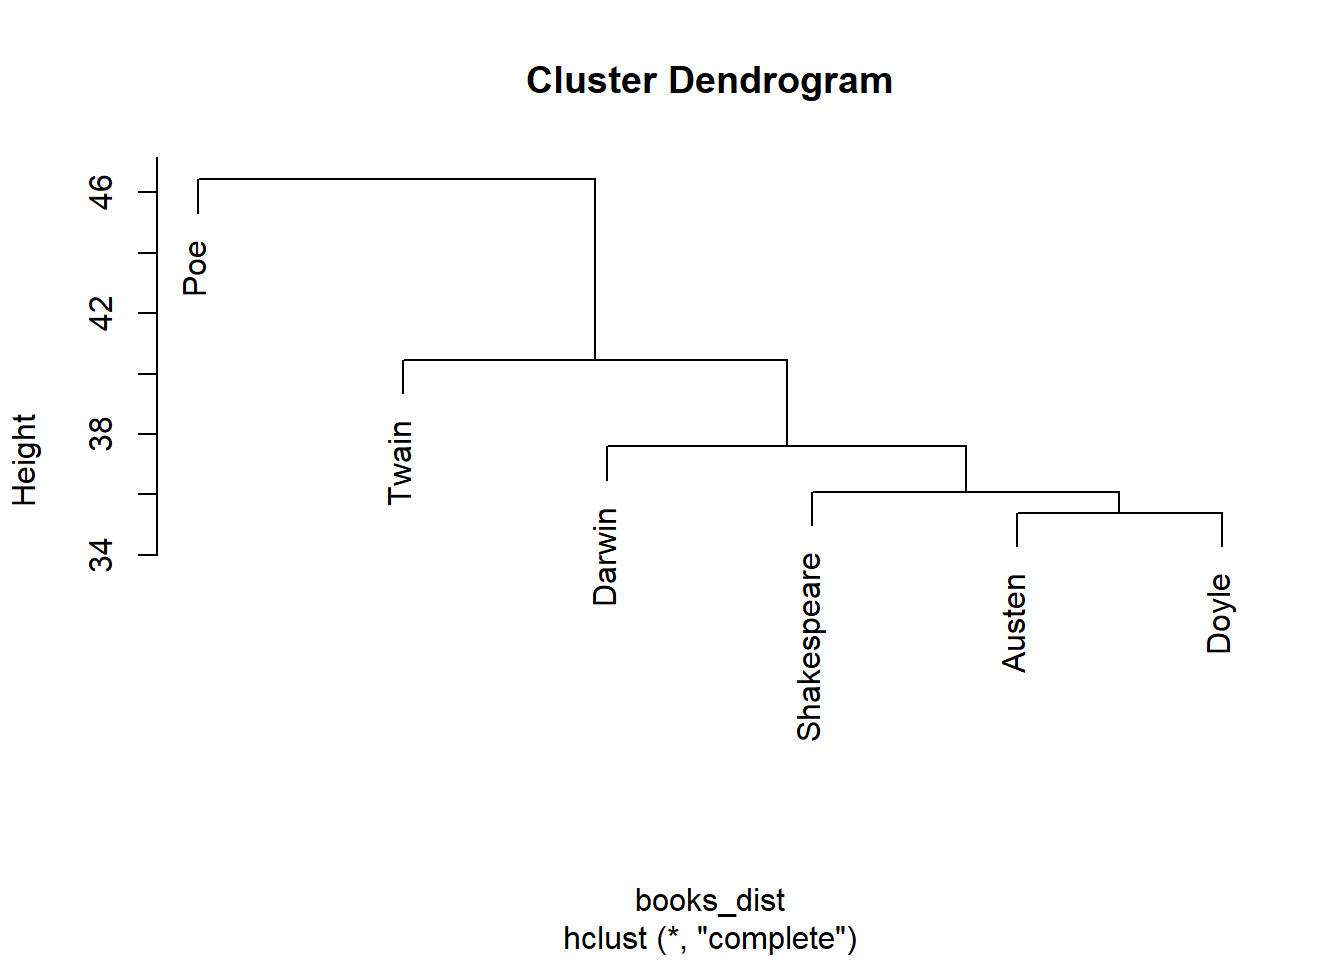 Cluster Dendrogram
Height
46
42
38
34
Poe
Twain
Darwin
Shakespeare
Austen
Doyle
books_dist
hclust (*, "complete")